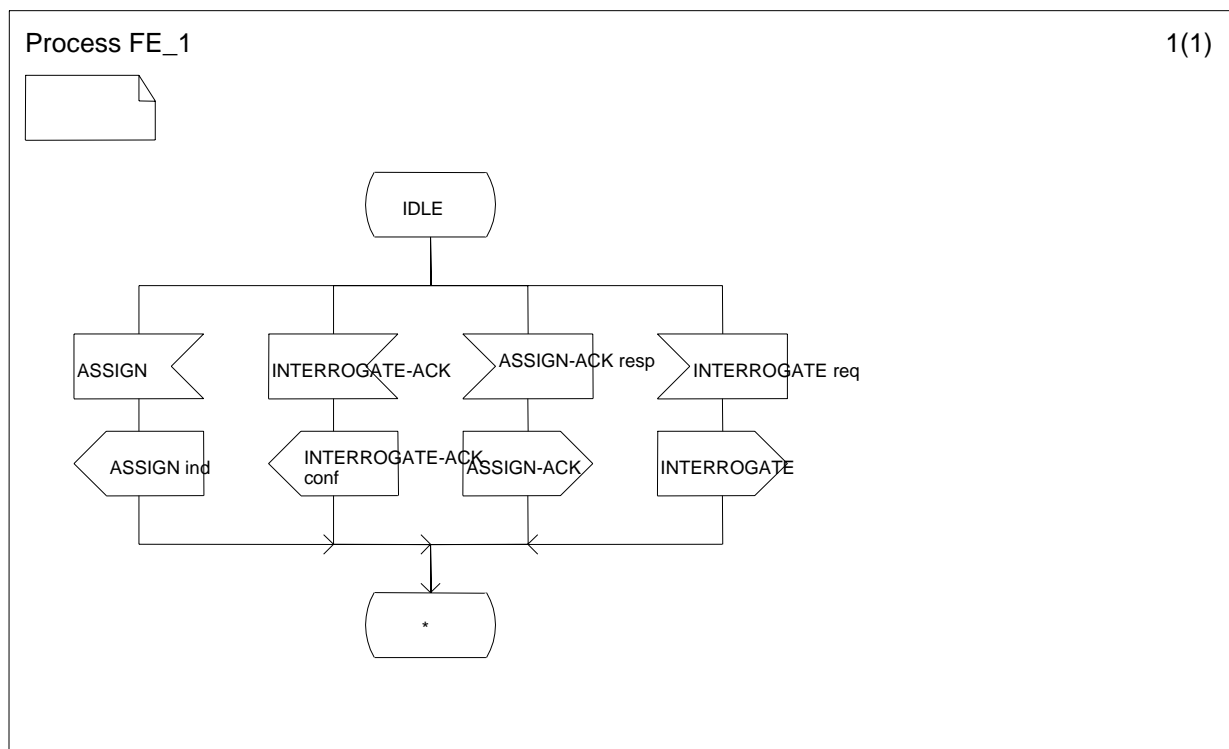 Process FE_1
1(1)
IDLE
ASSIGN
INTERROGATE-ACK
ASSIGN-ACK resp
INTERROGATE req
ASSIGN ind
INTERROGATE-ACK
conf
ASSIGN-ACK
INTERROGATE
*